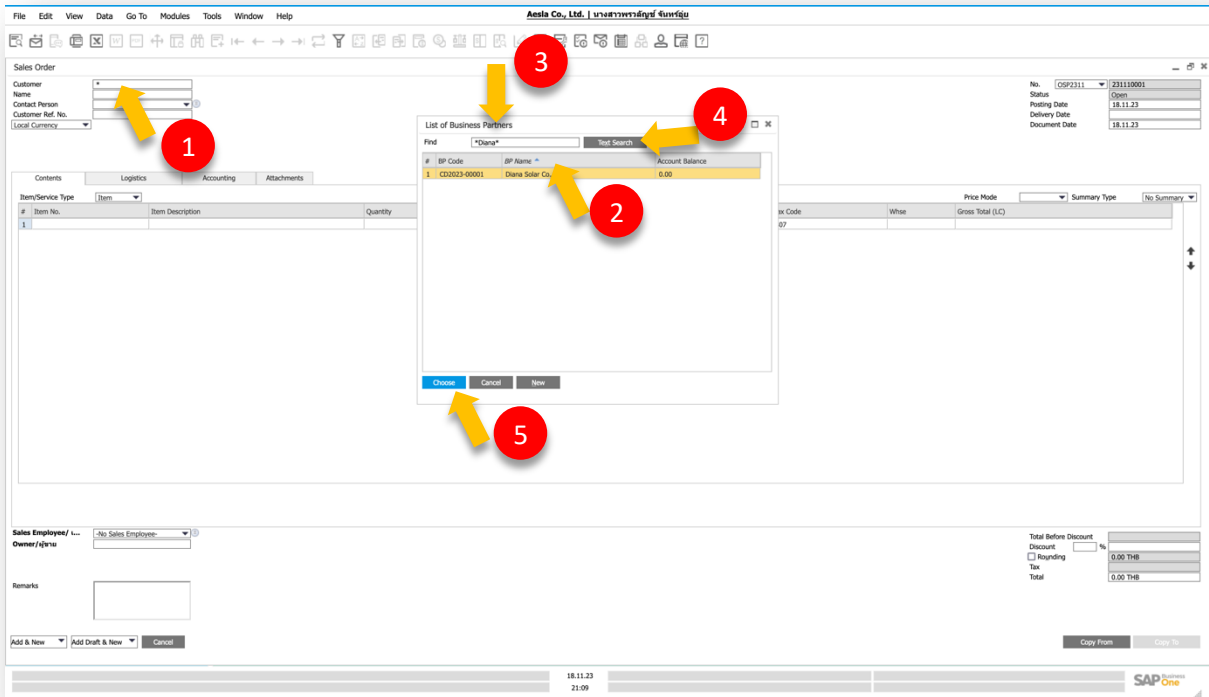 File Edit View Data Go To Modules Tools Window Help
Aesla Co., Ltd. | นางสาวพรวลัญช์ จันทร์อุ่ม
Sales Order
Customer *
Name
Contact Person
Customer Ref. No.
Local Currency
No. OSP2311 231110001
Status Open
Posting Date 18.11.23
Delivery Date
Document Date 18.11.23
1
3
4
List of Business Partners
Find *Diana* Text Search
# BP Code BP Name Account Balance
1 CD2023-00001 Diana Solar Co.
0.00
2
Choose Cancel New
5
Contents Logistics Accounting Attachments
Item/Service Type Item
Price Mode Summary Type No Summary
# Item No. Item Description Quantity
ax Code Whse Gross Total (LC)
1
07
Sales Employee/ เ... -No Sales Employee-
Owner/ผู้ขาย
Remarks
Total Before Discount
Discount %
Rounding 0.00 THB
Tax
Total 0.00 THB
Add & New Add Draft & New Cancel
Copy From Copy To
18.11.23
21:09
SAP Business
One